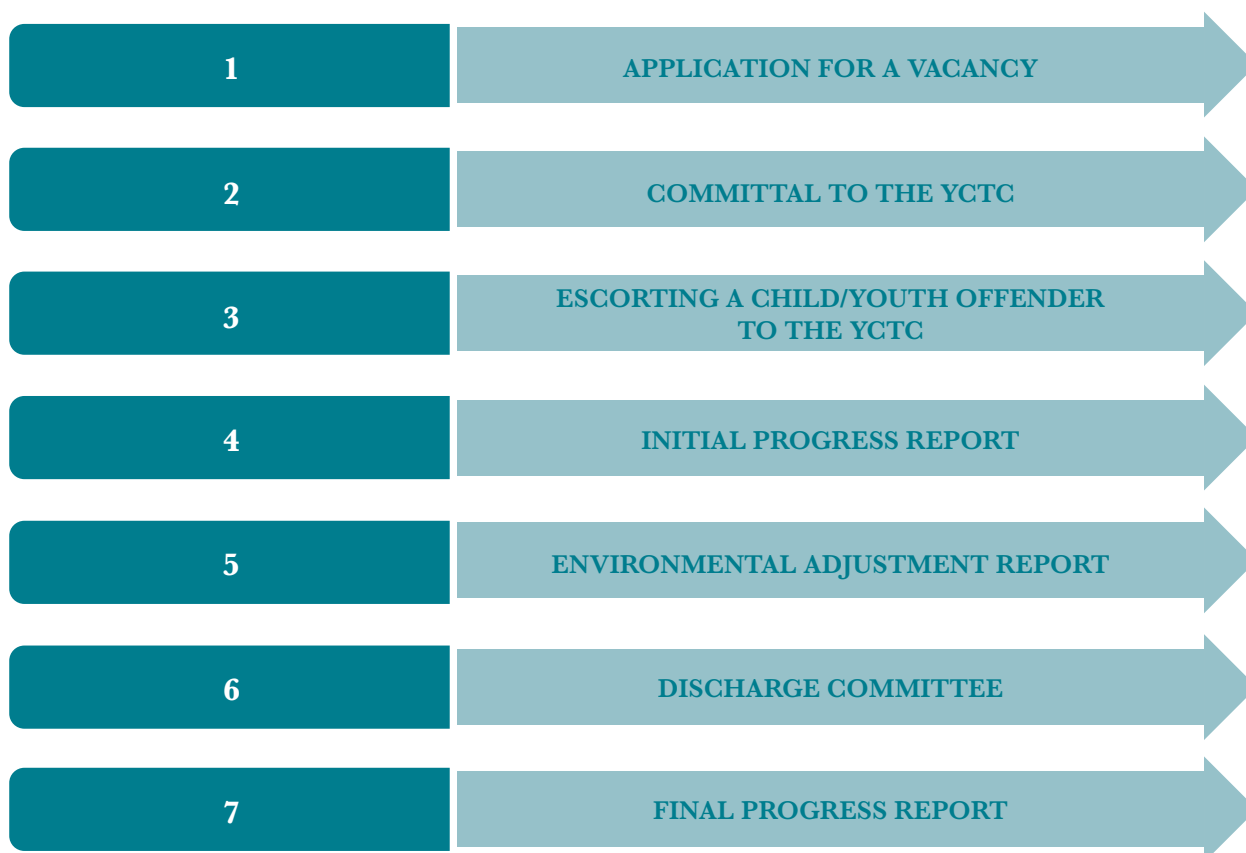 1
APPLICATION FOR A VACANCY
2
COMMITTAL TO THE YCTC
3
ESCORTING A CHILD/YOUTH OFFENDER
TO THE YCTC
4
INITIAL PROGRESS REPORT
5
ENVIRONMENTAL ADJUSTMENT REPORT
6
DISCHARGE COMMITTEE
7
FINAL PROGRESS REPORT